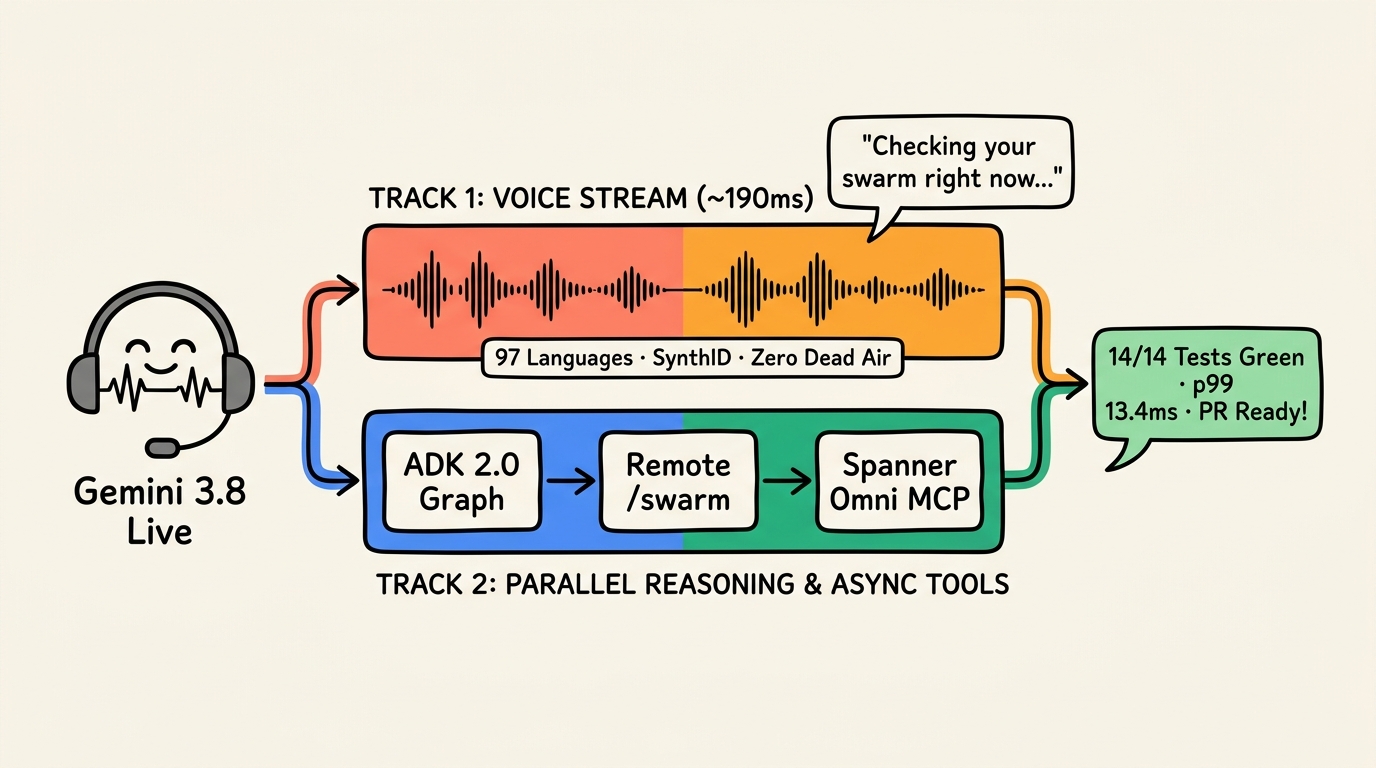 "Checking your
swarm right now..."
TRACK 1: VOICE STREAM (~190ms)
97 Languages · SynthID · Zero Dead Air
Gemini 3.8
Live
ADK 2.0
Graph
Remote
/swarm
Spanner
Omni MCP
TRACK 2: PARALLEL REASONING & ASYNC TOOLS
14/14 Tests Green
· p99
13.4ms · PR Ready!